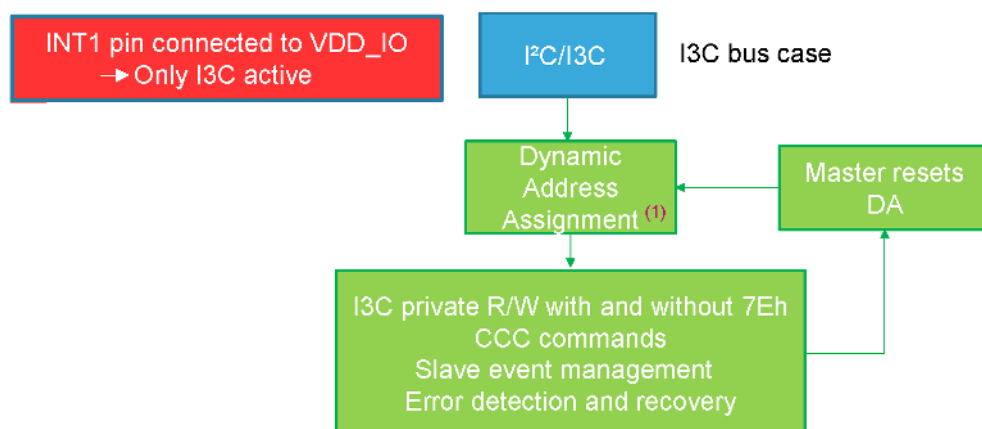 INT1 pin connected to VDD_IO
→ Only I3C active
I²C/I3C
I3C bus case
Dynamic
Address
Assignment (1)
Master resets
DA
I3C private R/W with and without 7Eh
CCC commands
Slave event management
Error detection and recovery